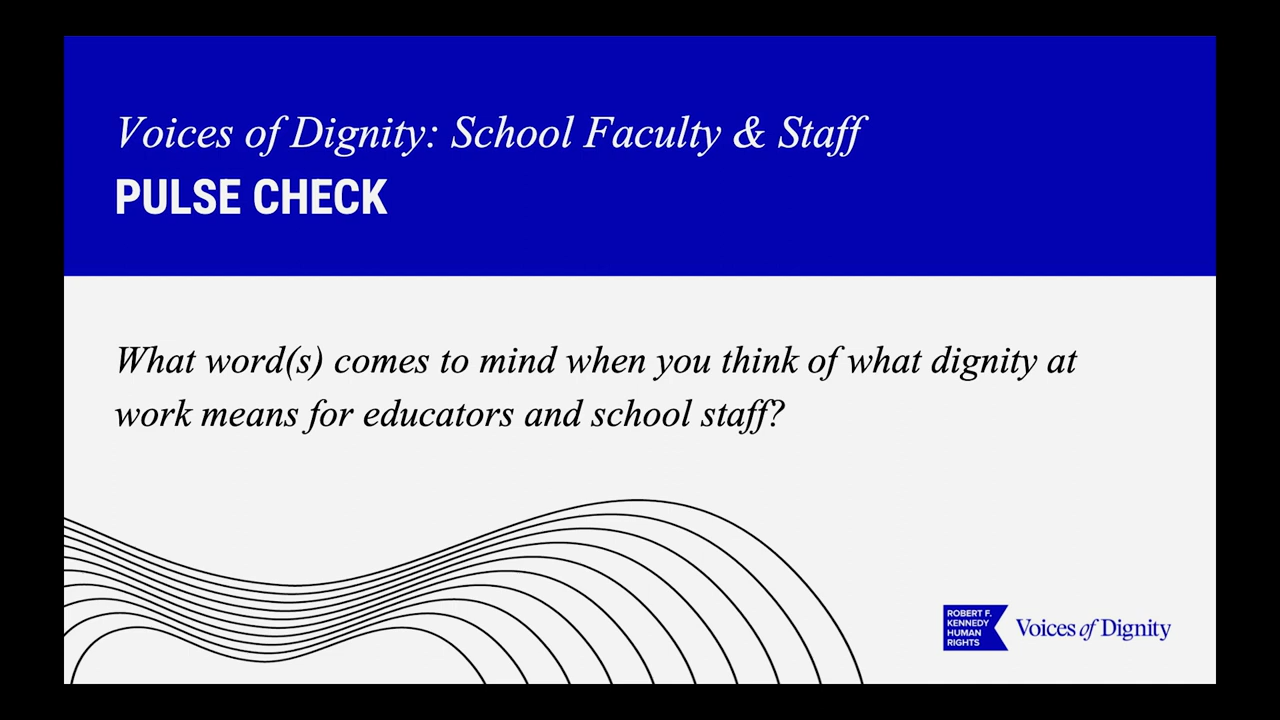 Voices of Dignity: School Faculty & Staff
PULSE CHECK
What word(s) comes to mind when you think of what dignity at
work means for educators and school staff?
ROBERT F.
KENNEDY
HUMAN
RIGHTS
Voices of Dignity